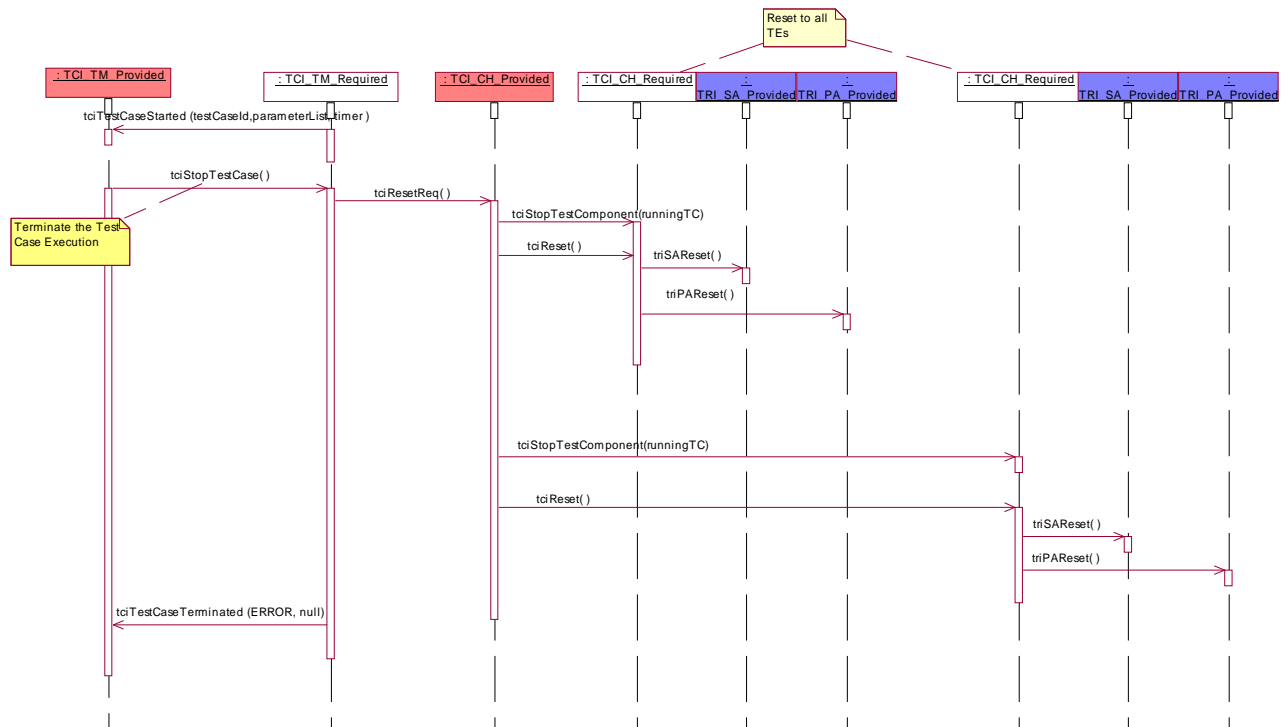 Reset to all
TEs
: TCI_TM_Provided
: TCI_TM_Required
: TCI_CH_Provided
: TCI_CH_Required
:
TRI_SA_Provided
:
TRI_PA_Provided
: TCI_CH_Required
:
TRI_SA_Provided
:
TRI_PA_Provided
tciTestCaseStarted (testCaseId,parameterList, timer )
tciStopTestCase( )
tciResetReq( )
tciStopTestComponent(runningTC)
Terminate the Test
Case Execution
tciReset( )
triSAReset( )
triPAReset( )
tciStopTestComponent(runningTC)
tciReset( )
triSAReset( )
triPAReset( )
tciTestCaseTerminated (ERROR, null)